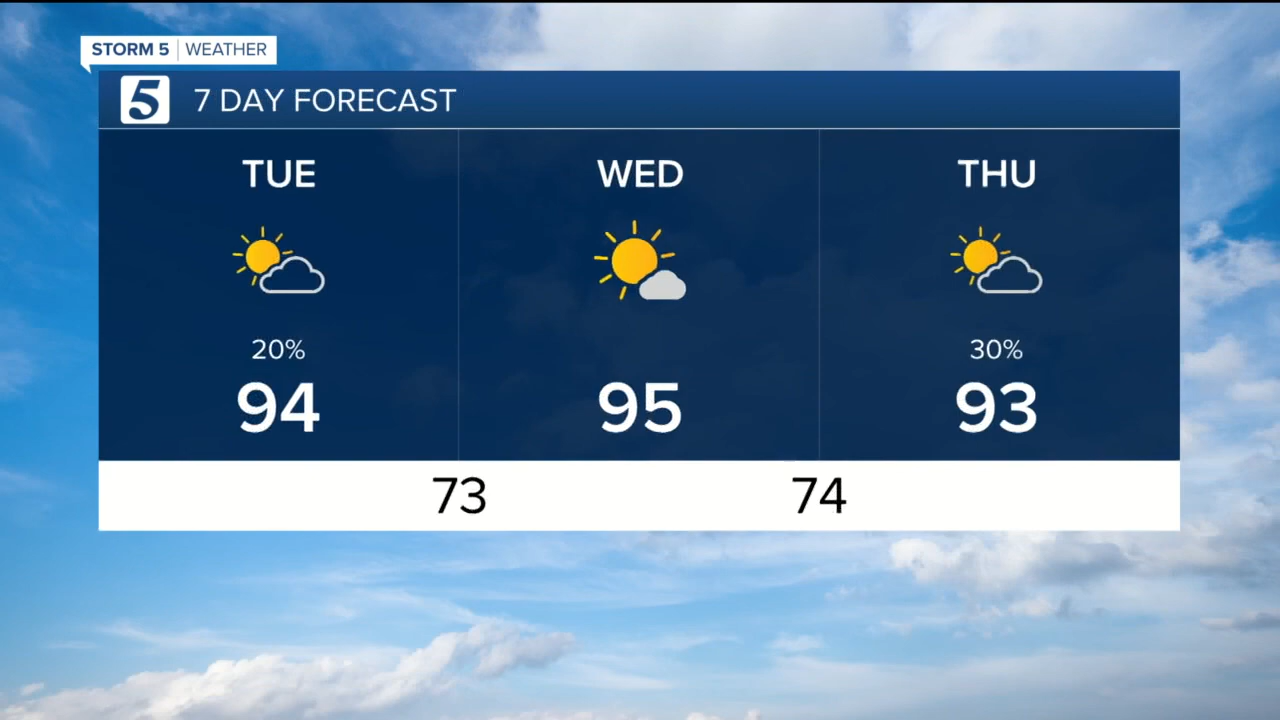 STORM 5 | WEATHER
5 7 DAY FORECAST
TUE WED THU
20% 30%
94 95 93
73 74